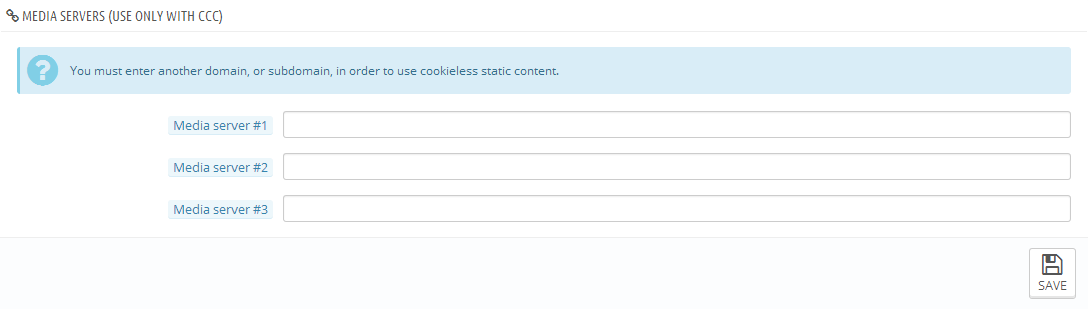 MEDIA SERVERS (USE ONLY WITH CCC)
?
You must enter another domain, or subdomain, in order to use cookieless static content.
Media server #1
Media server #2
Media server #3
SAVE